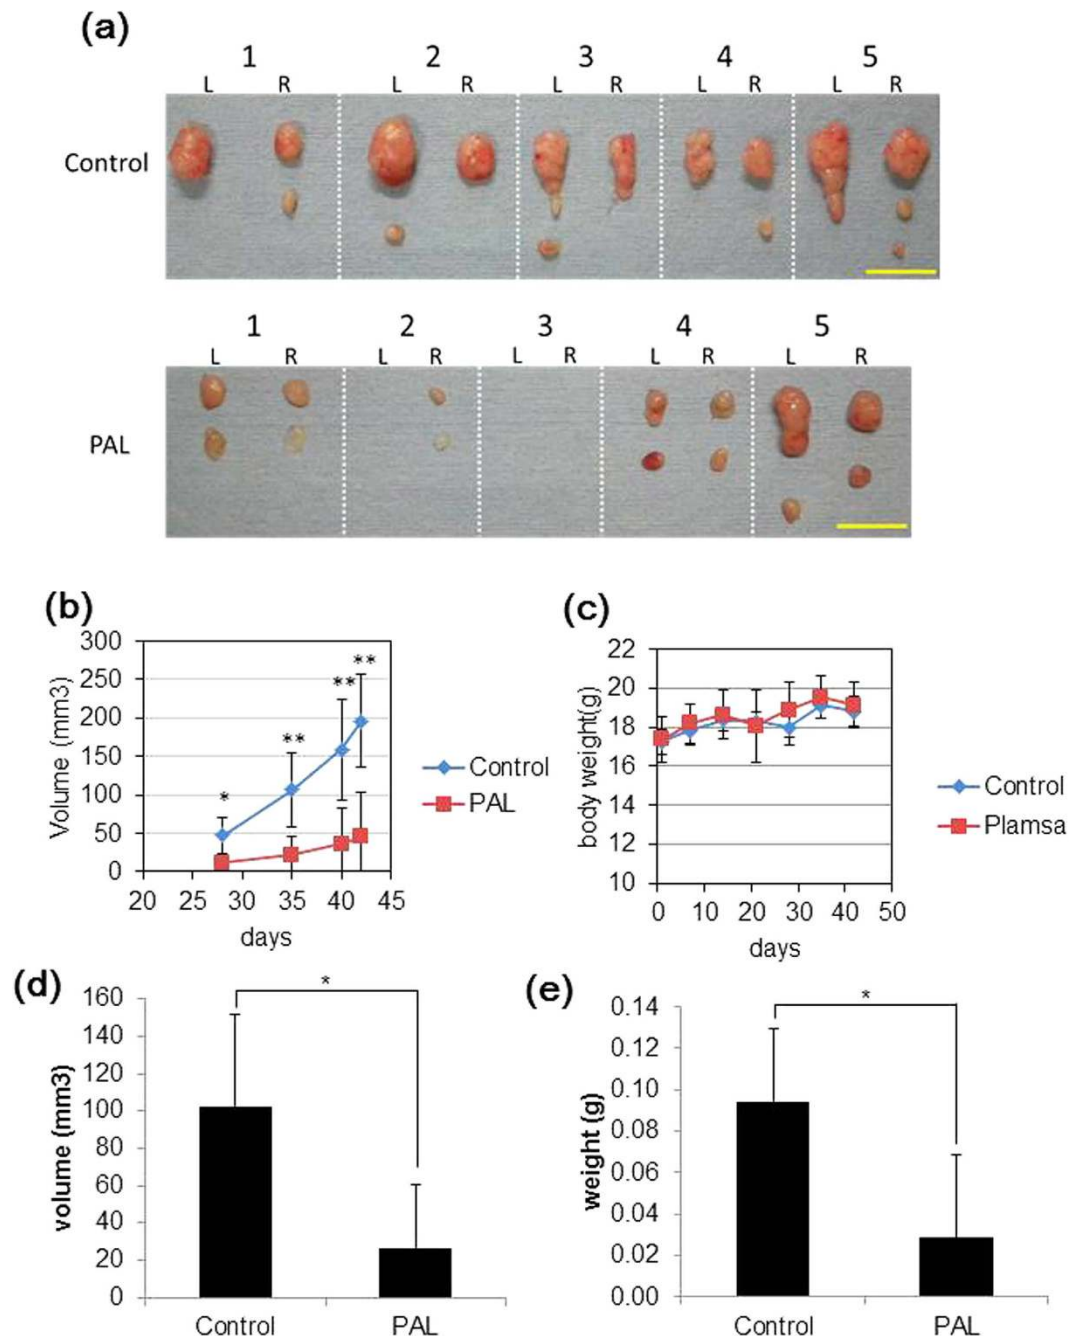 (a)
1 2 3 4 5
L R L R L R L R L R
Control
1 2 3 4 5
L R L R L R L R L R
PAL
(b)
300
250
200
150
100
50
0
20 25 30 35 40 45
Volume (mm3)
days
*
**
**
**
Control
PAL
(c)
22
20
18
16
14
12
10
0 10 20 30 40 50
body weight(g)
days
Control
Plamsa
(d)
160
140
120
100
80
60
40
20
0
volume (mm3)
*
Control PAL
(e)
0.14
0.12
0.10
0.08
0.06
0.04
0.02
0.00
weight (g)
*
Control PAL